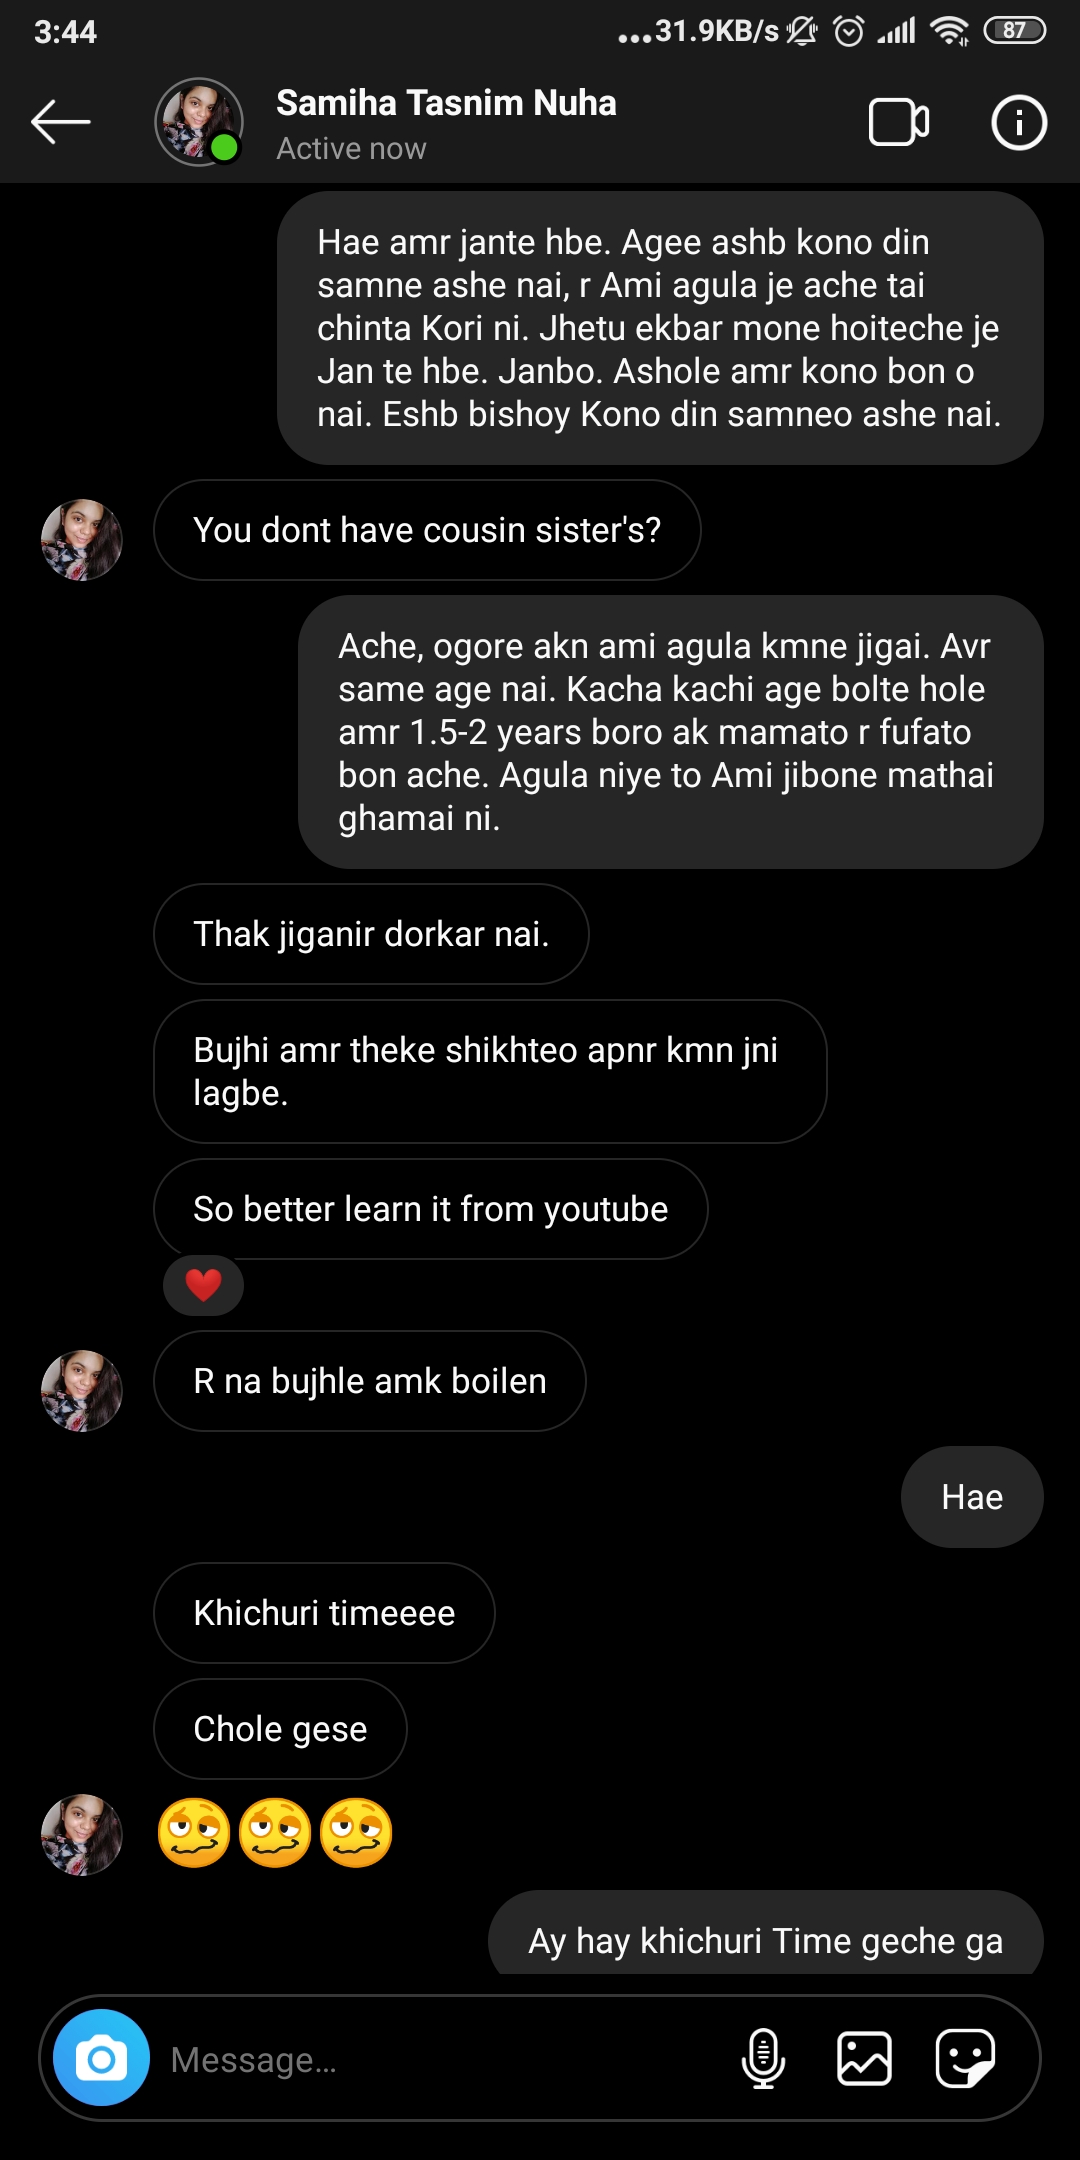 3:44
...31.9KB/s
87
Samiha Tasnim Nuha
Active now
Hae amr jante hbe. Agee ashb kono din
samne ashe nai, r Ami agula je ache tai
chinta Kori ni. Jhetu ekbar mone hoiteche je
Jan te hbe. Janbo. Ashole amr kono bon o
nai. Eshb bishoy Kono din samneo ashe nai.
You dont have cousin sister's?
Ache, ogore akn ami agula kmne jigai. Avr
same age nai. Kacha kachi age bolte hole
amr 1.5-2 years boro ak mamato r fufato
bon ache. Agula niye to Ami jibone mathai
ghamai ni.
Thak jiganir dorkar nai.
Bujhi amr theke shikhteo apnr kmn jni
lagbe.
So better learn it from youtube
❤️
R na bujhle amk boilen
Hae
Khichuri timeeee
Chole gese
🥴🥴🥴
Ay hay khichuri Time geche ga
Message...